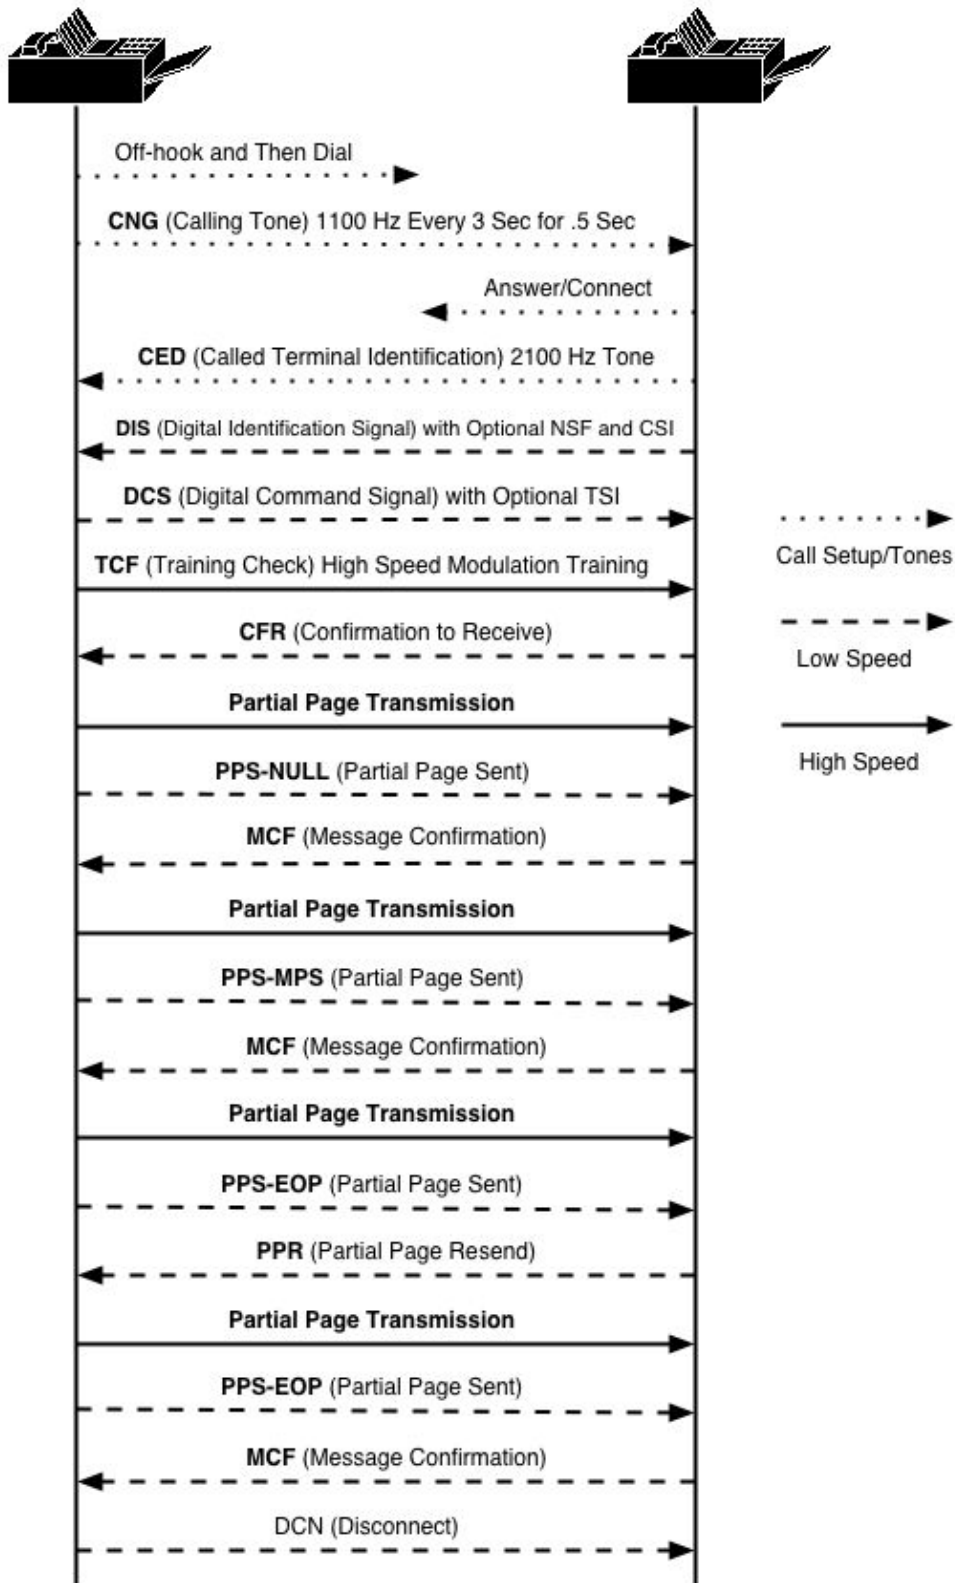 Off-hook and Then Dial
CNG (Calling Tone) 1100 Hz Every 3 Sec for .5 Sec
Answer/Connect
CED (Called Terminal Identification) 2100 Hz Tone
DIS (Digital Identification Signal) with Optional NSF and CSI
DCS (Digital Command Signal) with Optional TSI
TCF (Training Check) High Speed Modulation Training
CFR (Confirmation to Receive)
Partial Page Transmission
PPS-NULL (Partial Page Sent)
MCF (Message Confirmation)
Partial Page Transmission
PPS-MPS (Partial Page Sent)
MCF (Message Confirmation)
Partial Page Transmission
PPS-EOP (Partial Page Sent)
PPR (Partial Page Resend)
Partial Page Transmission
PPS-EOP (Partial Page Sent)
MCF (Message Confirmation)
DCN (Disconnect)
Call Setup/Tones
Low Speed
High Speed